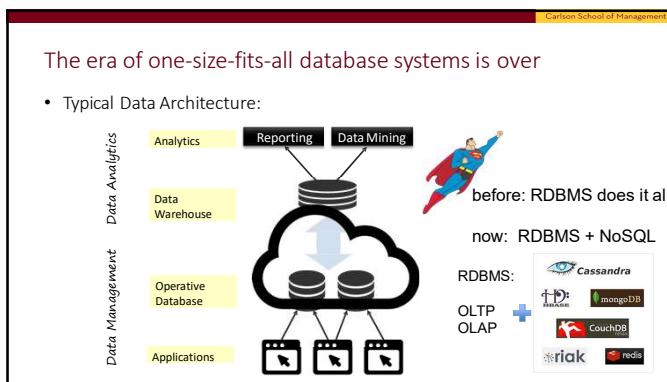 Carlson School of Management
The era of one-size-fits-all database systems is over
• Typical Data Architecture:
Data Analytics
Analytics
Reporting
Data Mining
Data
Warehouse
before: RDBMS does it al
now: RDBMS + NoSQL
Data Management
Operative
Database
Applications
RDBMS:
OLTP
OLAP
Cassandra
HBASE
mongoDB
CouchDB
relax
riak
redis